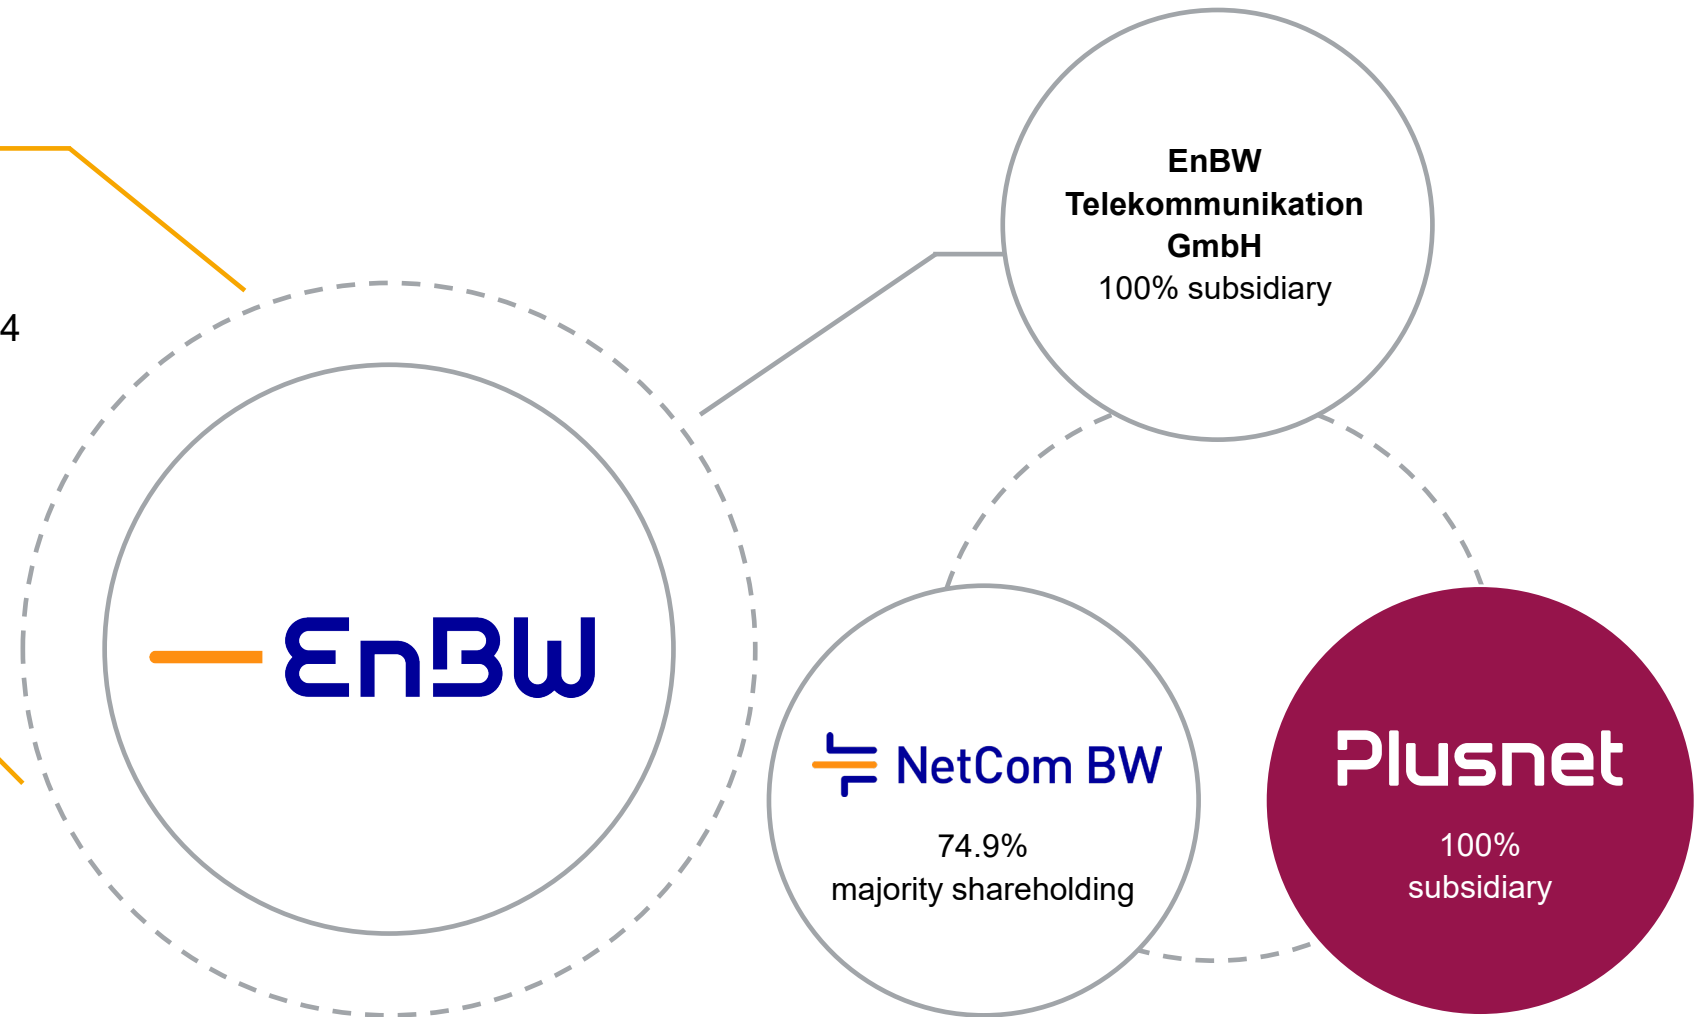 EnBW
Telekommunikation
GmbH
100% subsidiary
4
EnBW
NetCom BW
74.9%
majority shareholding
Plusnet
100%
subsidiary